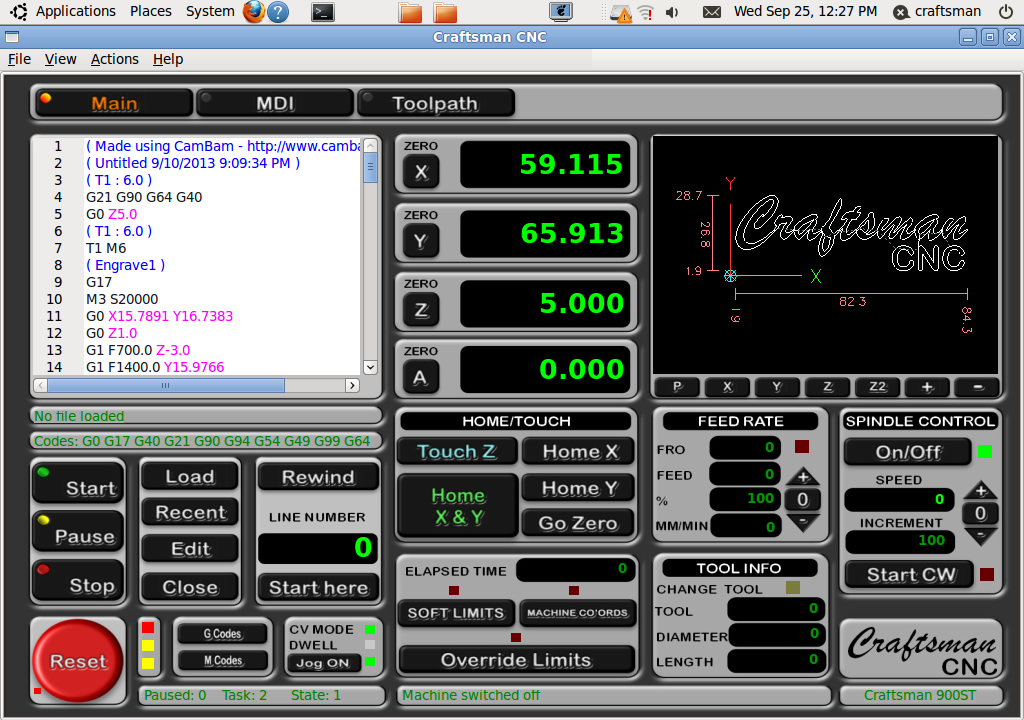 Applications Places System Wed Sep 25, 12:27 PM craftsman
Craftsman CNC
File View Actions Help
Main MDI Toolpath
1 ( Made using CamBam - http://www.camba
2 ( Untitled 9/10/2013 9:09:34 PM )
3 ( T1 : 6.0 )
4 G21 G90 G64 G40
5 G0 Z5.0
6 ( T1 : 6.0 )
7 T1 M6
8 ( Engrave1 )
9 G17
10 M3 S20000
11 G0 X15.7891 Y16.7383
12 G0 Z1.0
13 G1 F700.0 Z-3.0
14 G1 F1400.0 Y15.9766
No file loaded
Codes: G0 G17 G40 G21 G90 G94 G54 G49 G99 G64
ZERO
X 59.115
ZERO
Y 65.913
ZERO
Z 5.000
ZERO
A 0.000
Y
28.7
26.8
Craftsman
CNC
1.9
X
82.3
1.9
84.3
P X Y Z Z2 + -
Start
Pause
Stop
Load
Recent
Edit
Close
Rewind
LINE NUMBER
0
Start here
HOME/TOUCH
Touch Z Home X
Home
X & Y
Home Y
Go Zero
FEED RATE
FRO 0
FEED 0
% 100
MM/MIN 0
+
0
-
SPINDLE CONTROL
On/Off
SPEED
0
INCREMENT
100
+
0
-
Start CW
ELAPSED TIME 0
SOFT LIMITS MACHINE CO'ORDS
Override Limits
TOOL INFO
CHANGE TOOL
TOOL 0
DIAMETER 0
LENGTH 0
Reset
G Codes
M Codes
CV MODE
DWELL
Jog ON
Craftsman
CNC
Paused: 0 Task: 2 State: 1
Machine switched off
Craftsman 900ST